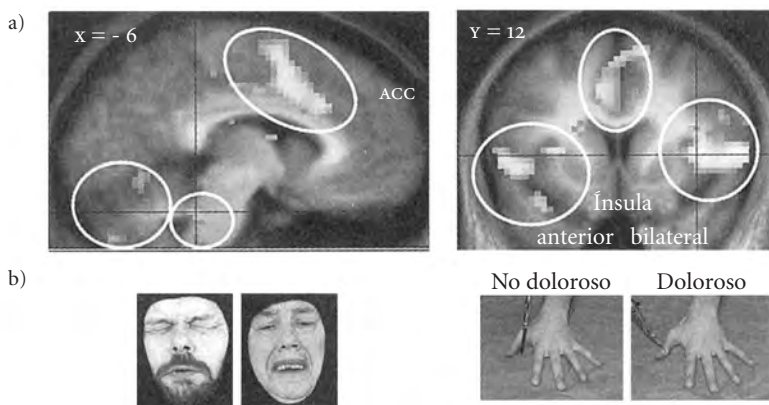 a)
X = - 6
ACC
Y = 12
Ínsula
anterior bilateral
b)
No doloroso
Doloroso